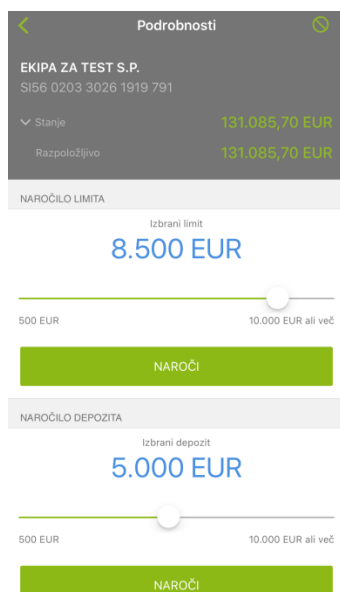 Podrobnosti
EKIPA ZA TEST S.P.
SI56 0203 3026 1919 791
Stanje 131.085,70 EUR
Razpoložljivo 131.085,70 EUR
NAROČILO LIMITA
Izbrani limit
8.500 EUR
500 EUR 10.000 EUR ali več
NAROČI
NAROČILO DEPOZITA
Izbrani depozit
5.000 EUR
500 EUR 10.000 EUR ali več
NAROČI